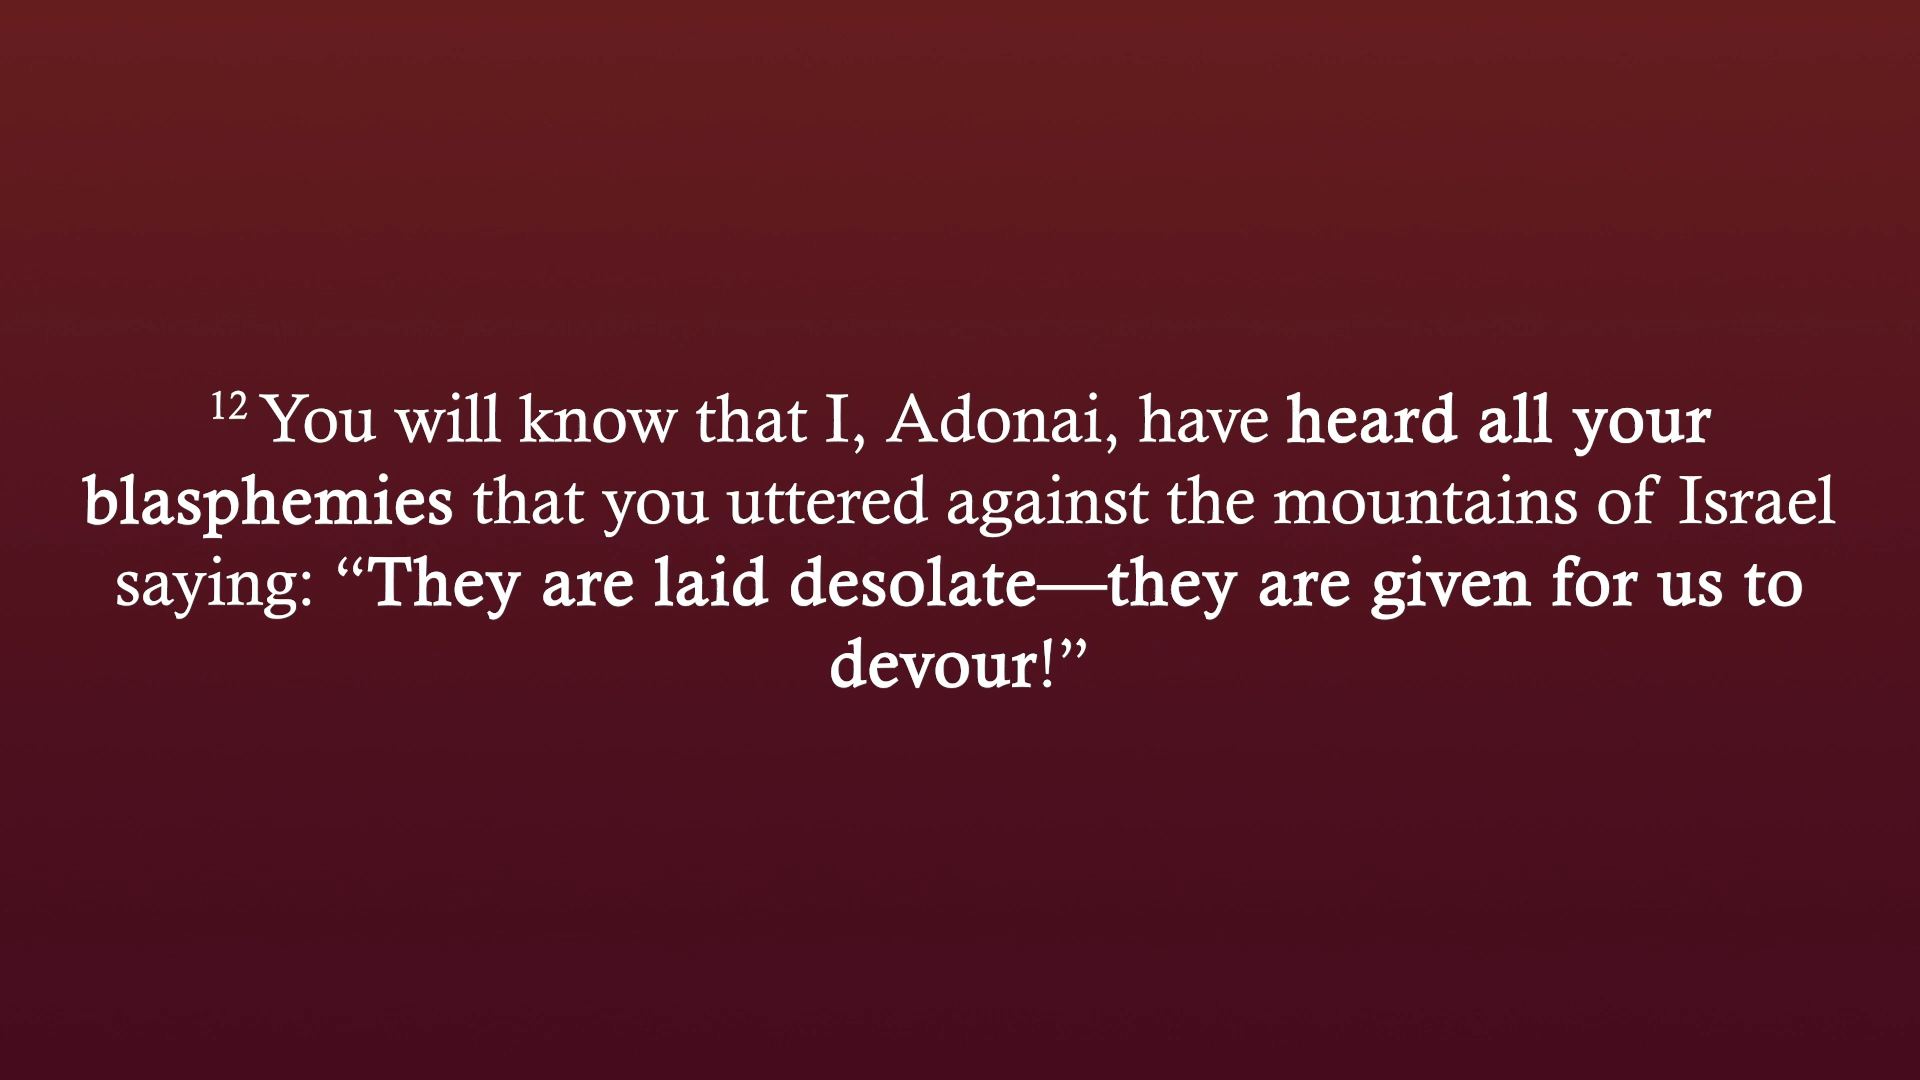 12 You will know that I, Adonai, have heard all your
blasphemies that you uttered against the mountains of Israel
saying: “They are laid desolate—they are given for us to
devour!”